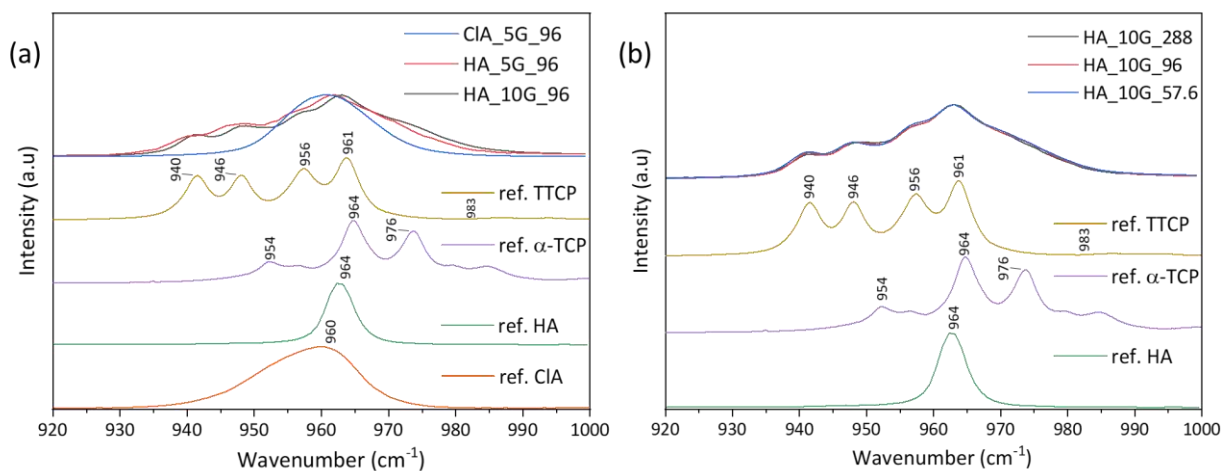 (a)
ClA_5G_96
HA_5G_96
HA_10G_96
940
946
956
961
983
ref. TTCP
954
964
976
ref. α-TCP
964
ref. HA
960
ref. ClA
Intensity (a.u)
920 930 940 950 960 970 980 990 1000
Wavenumber (cm-1)
(b)
HA_10G_288
HA_10G_96
HA_10G_57.6
940
946
956
961
983
ref. TTCP
954
964
976
ref. α-TCP
964
ref. HA
Intensity (a.u)
920 930 940 950 960 970 980 990 1000
Wavenumber (cm-1)